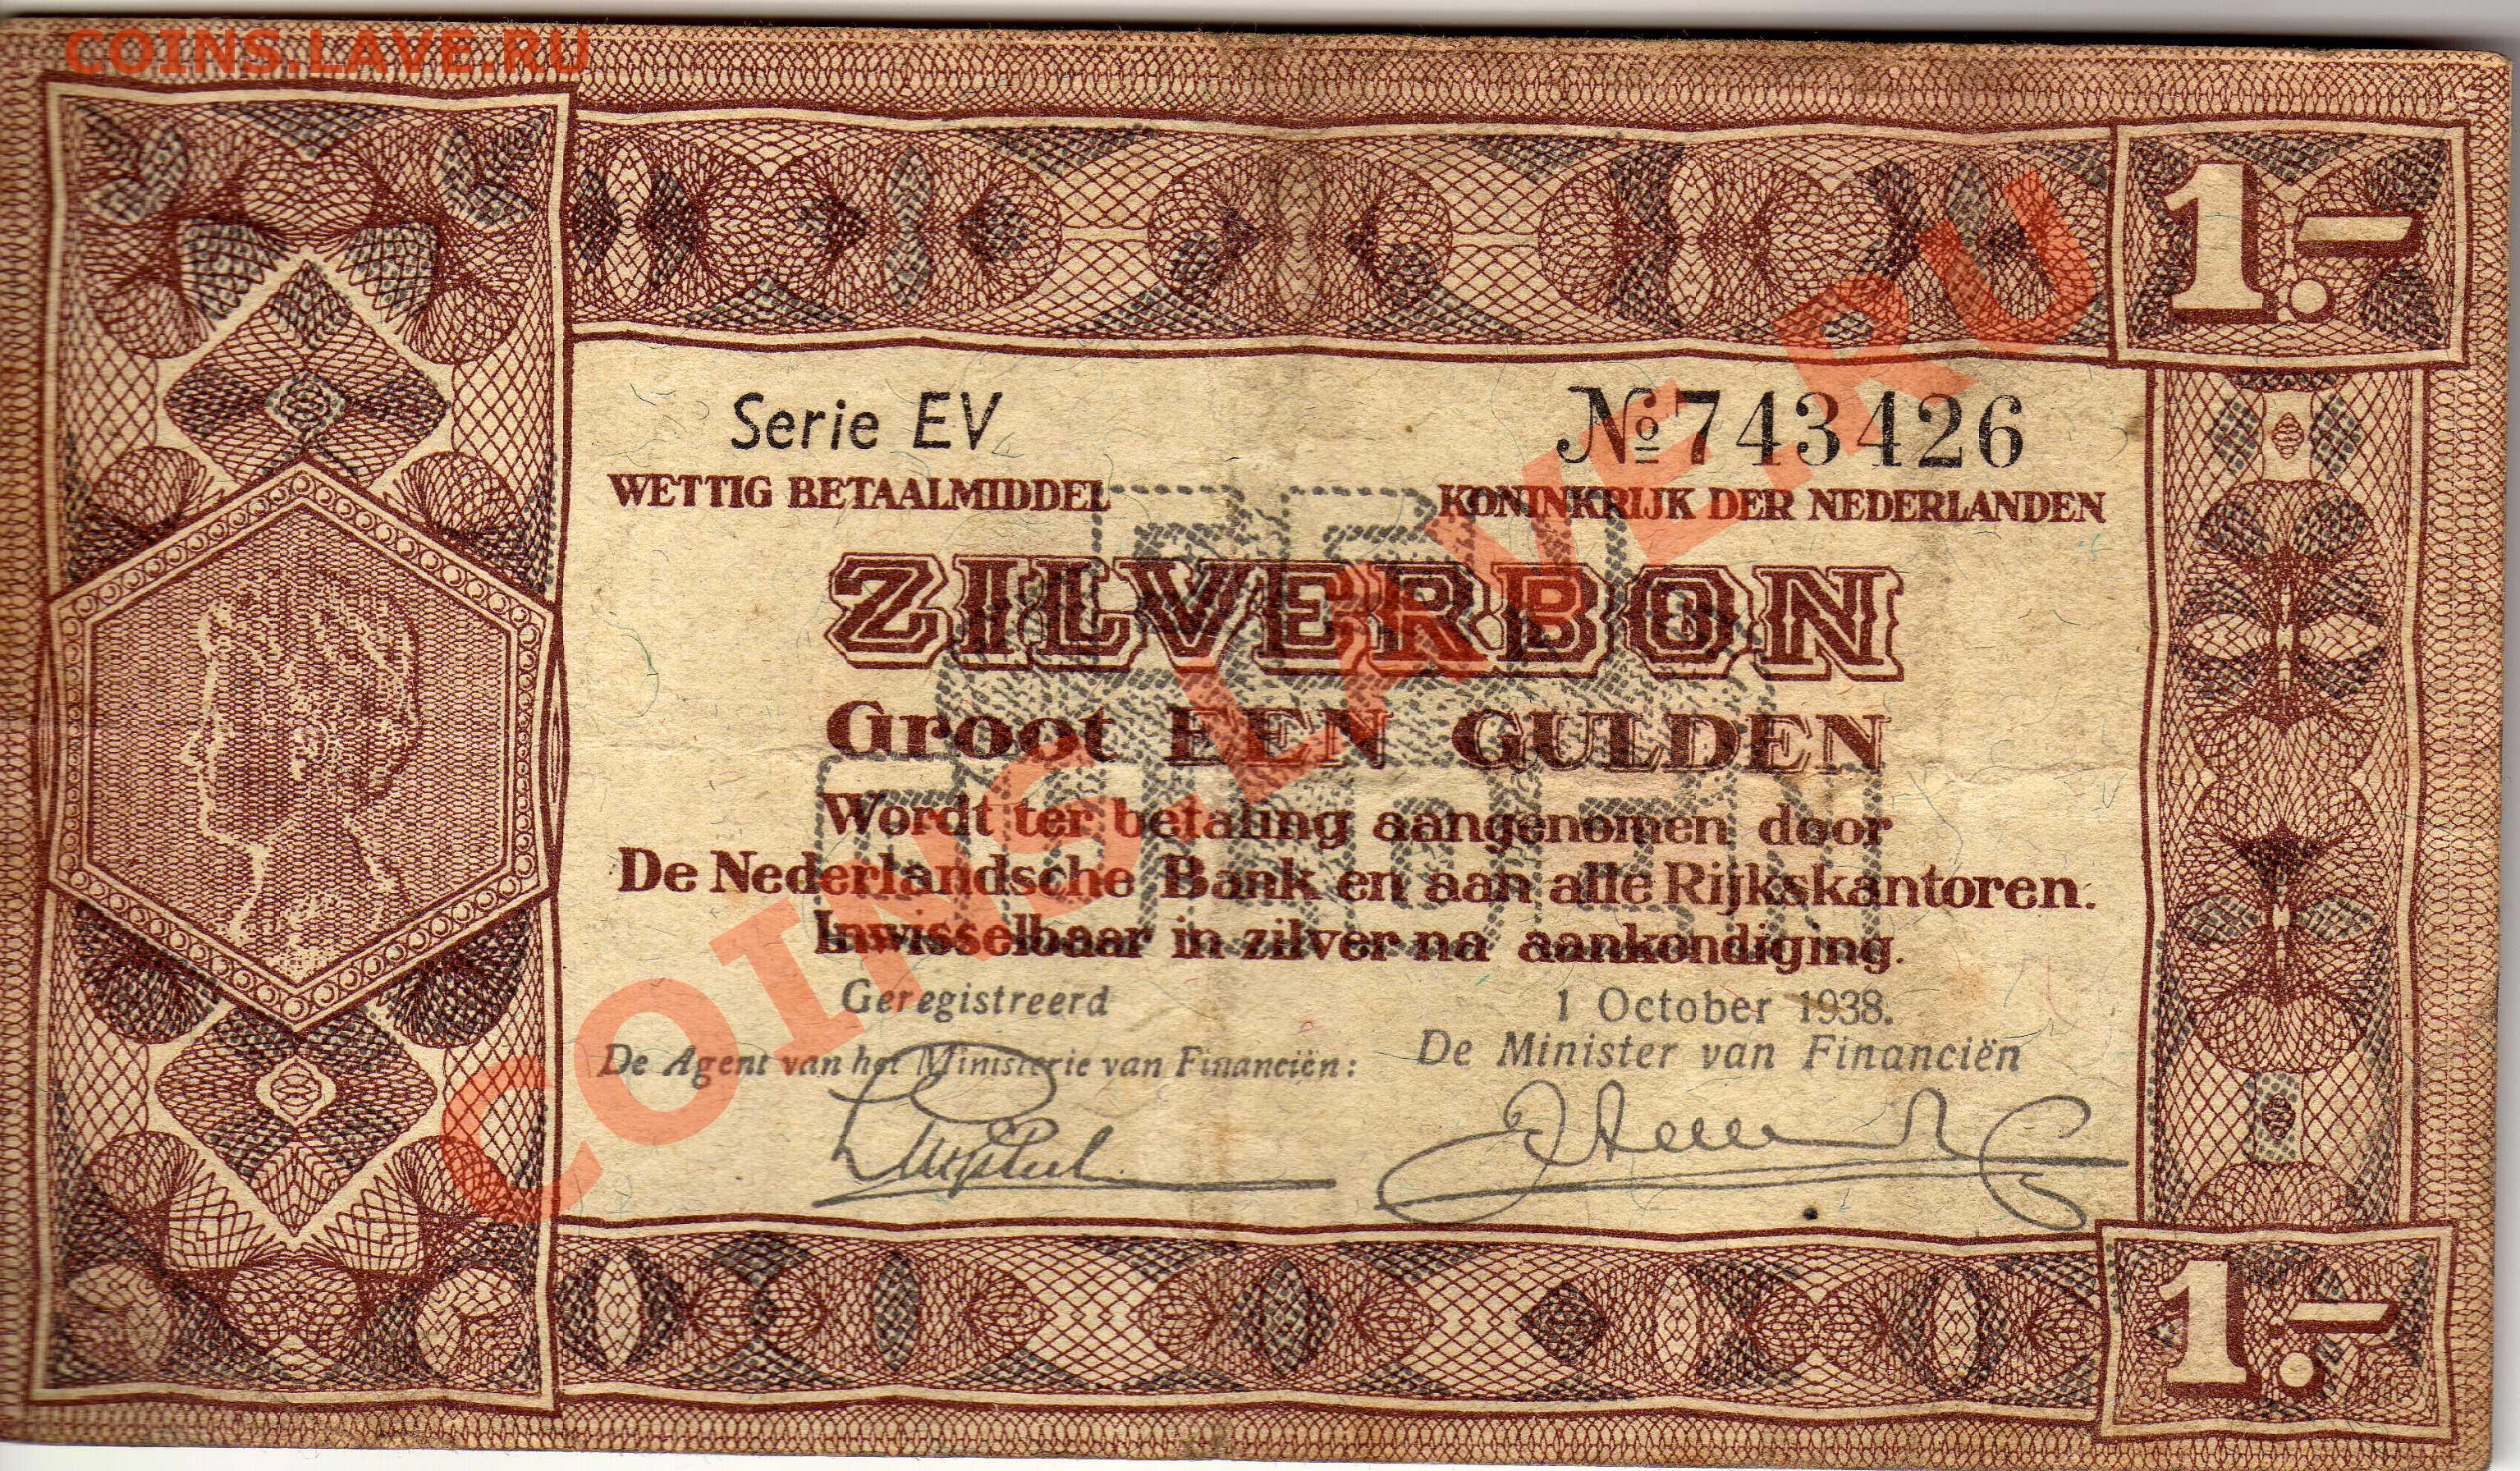 COINS.LAVE.RU
1.-
Serie EV
№ 743426
WETTIG BETAALMIDDEL
KONINKRIJK DER NEDERLANDEN
ZILVERBON
Groot EEN GULDEN
Wordt ter betaling aangenomen door
De Nederlandsche Bank en aan alle Rijkskantoren.
Inwisselbaar in zilver na aankondiging.
Geregistreerd
1 October 1938.
De Agent van het Ministerie van Financiën:
De Minister van Financiën
1.-
COINS.LAVE.RU